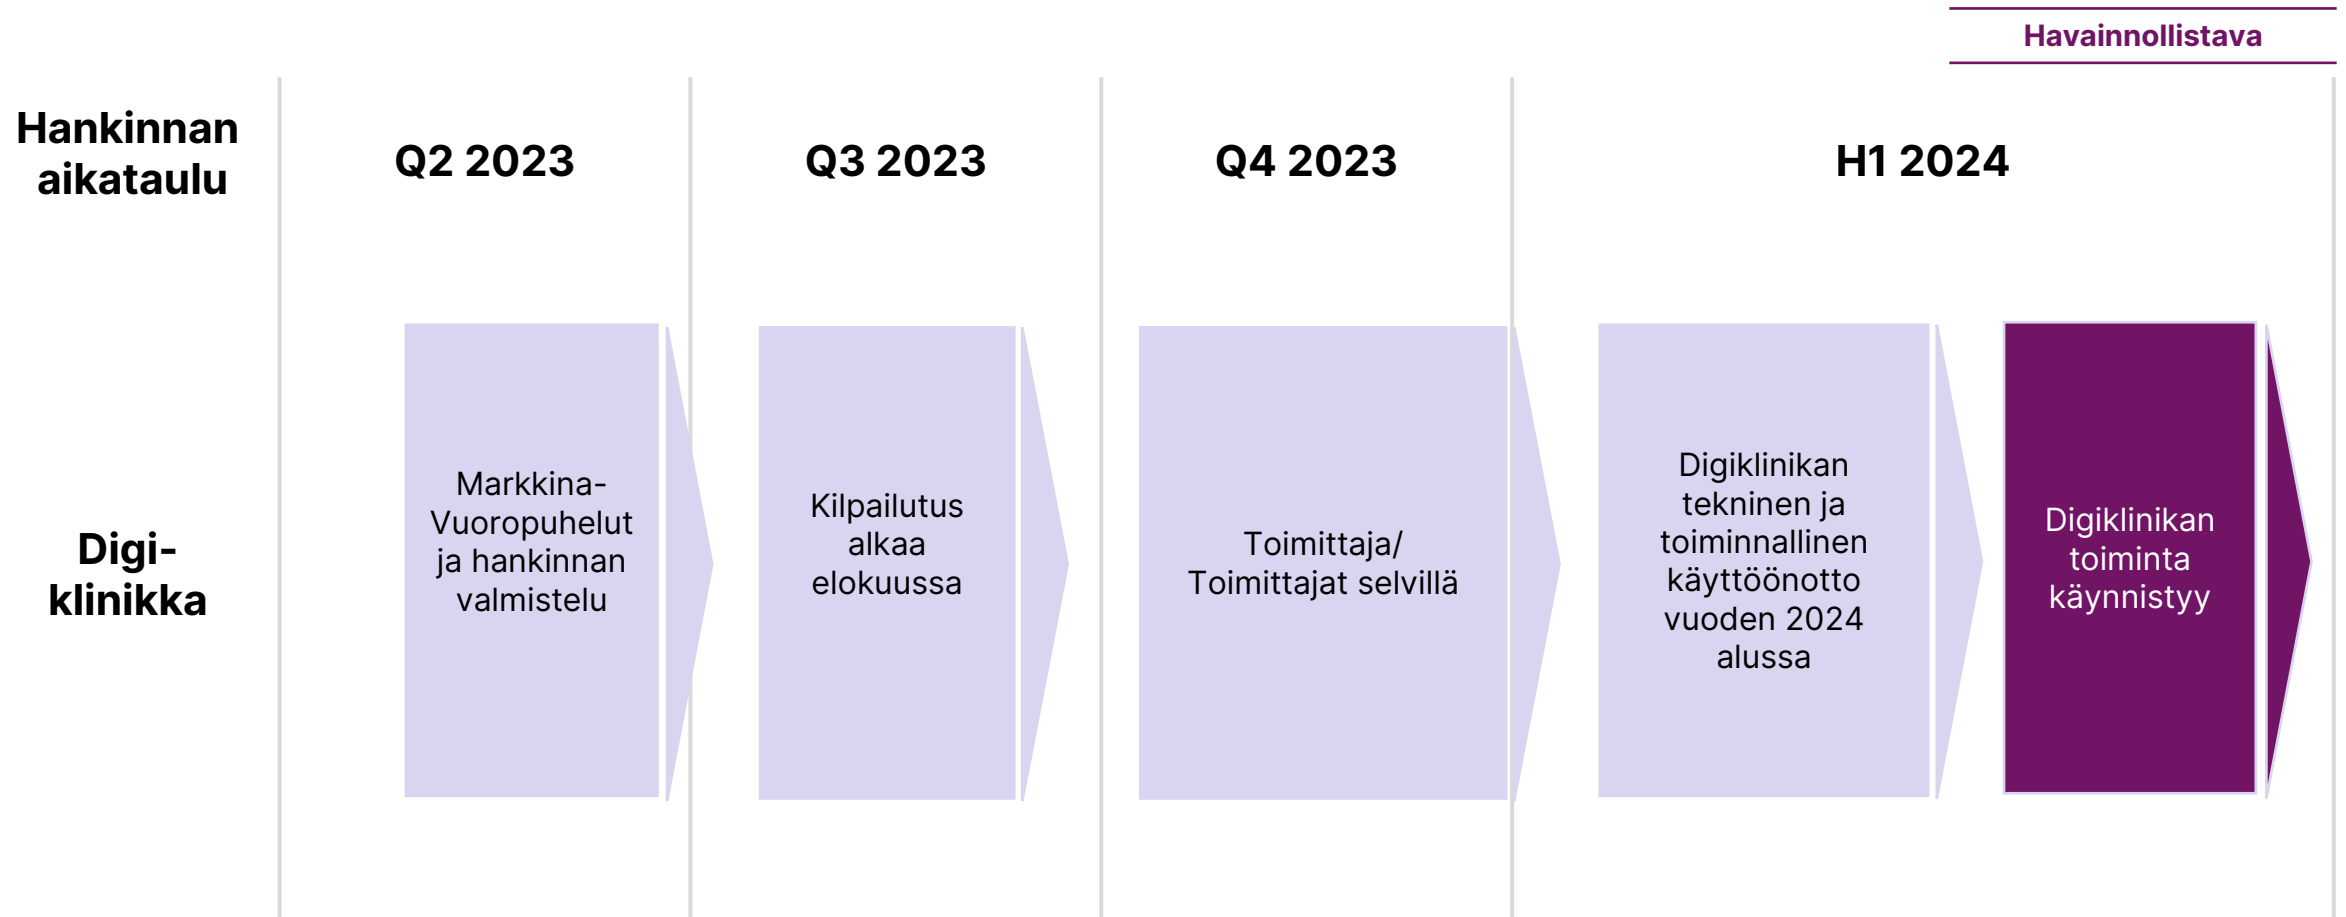 Havainnollistava
Hankinnan
aikataulu
Q2 2023
Q3 2023
Q4 2023
H1 2024
Digi-
klinikka
Markkina-
Vuoropuhelut
ja hankinnan
valmistelu
Kilpailutus
alkaa
elokuussa
Toimittaja/
Toimittajat selvillä
Digiklinikan
tekninen ja
toiminnallinen
käyttöönotto
vuoden 2024
alussa
Digiklinikan
toiminta
käynnistyy